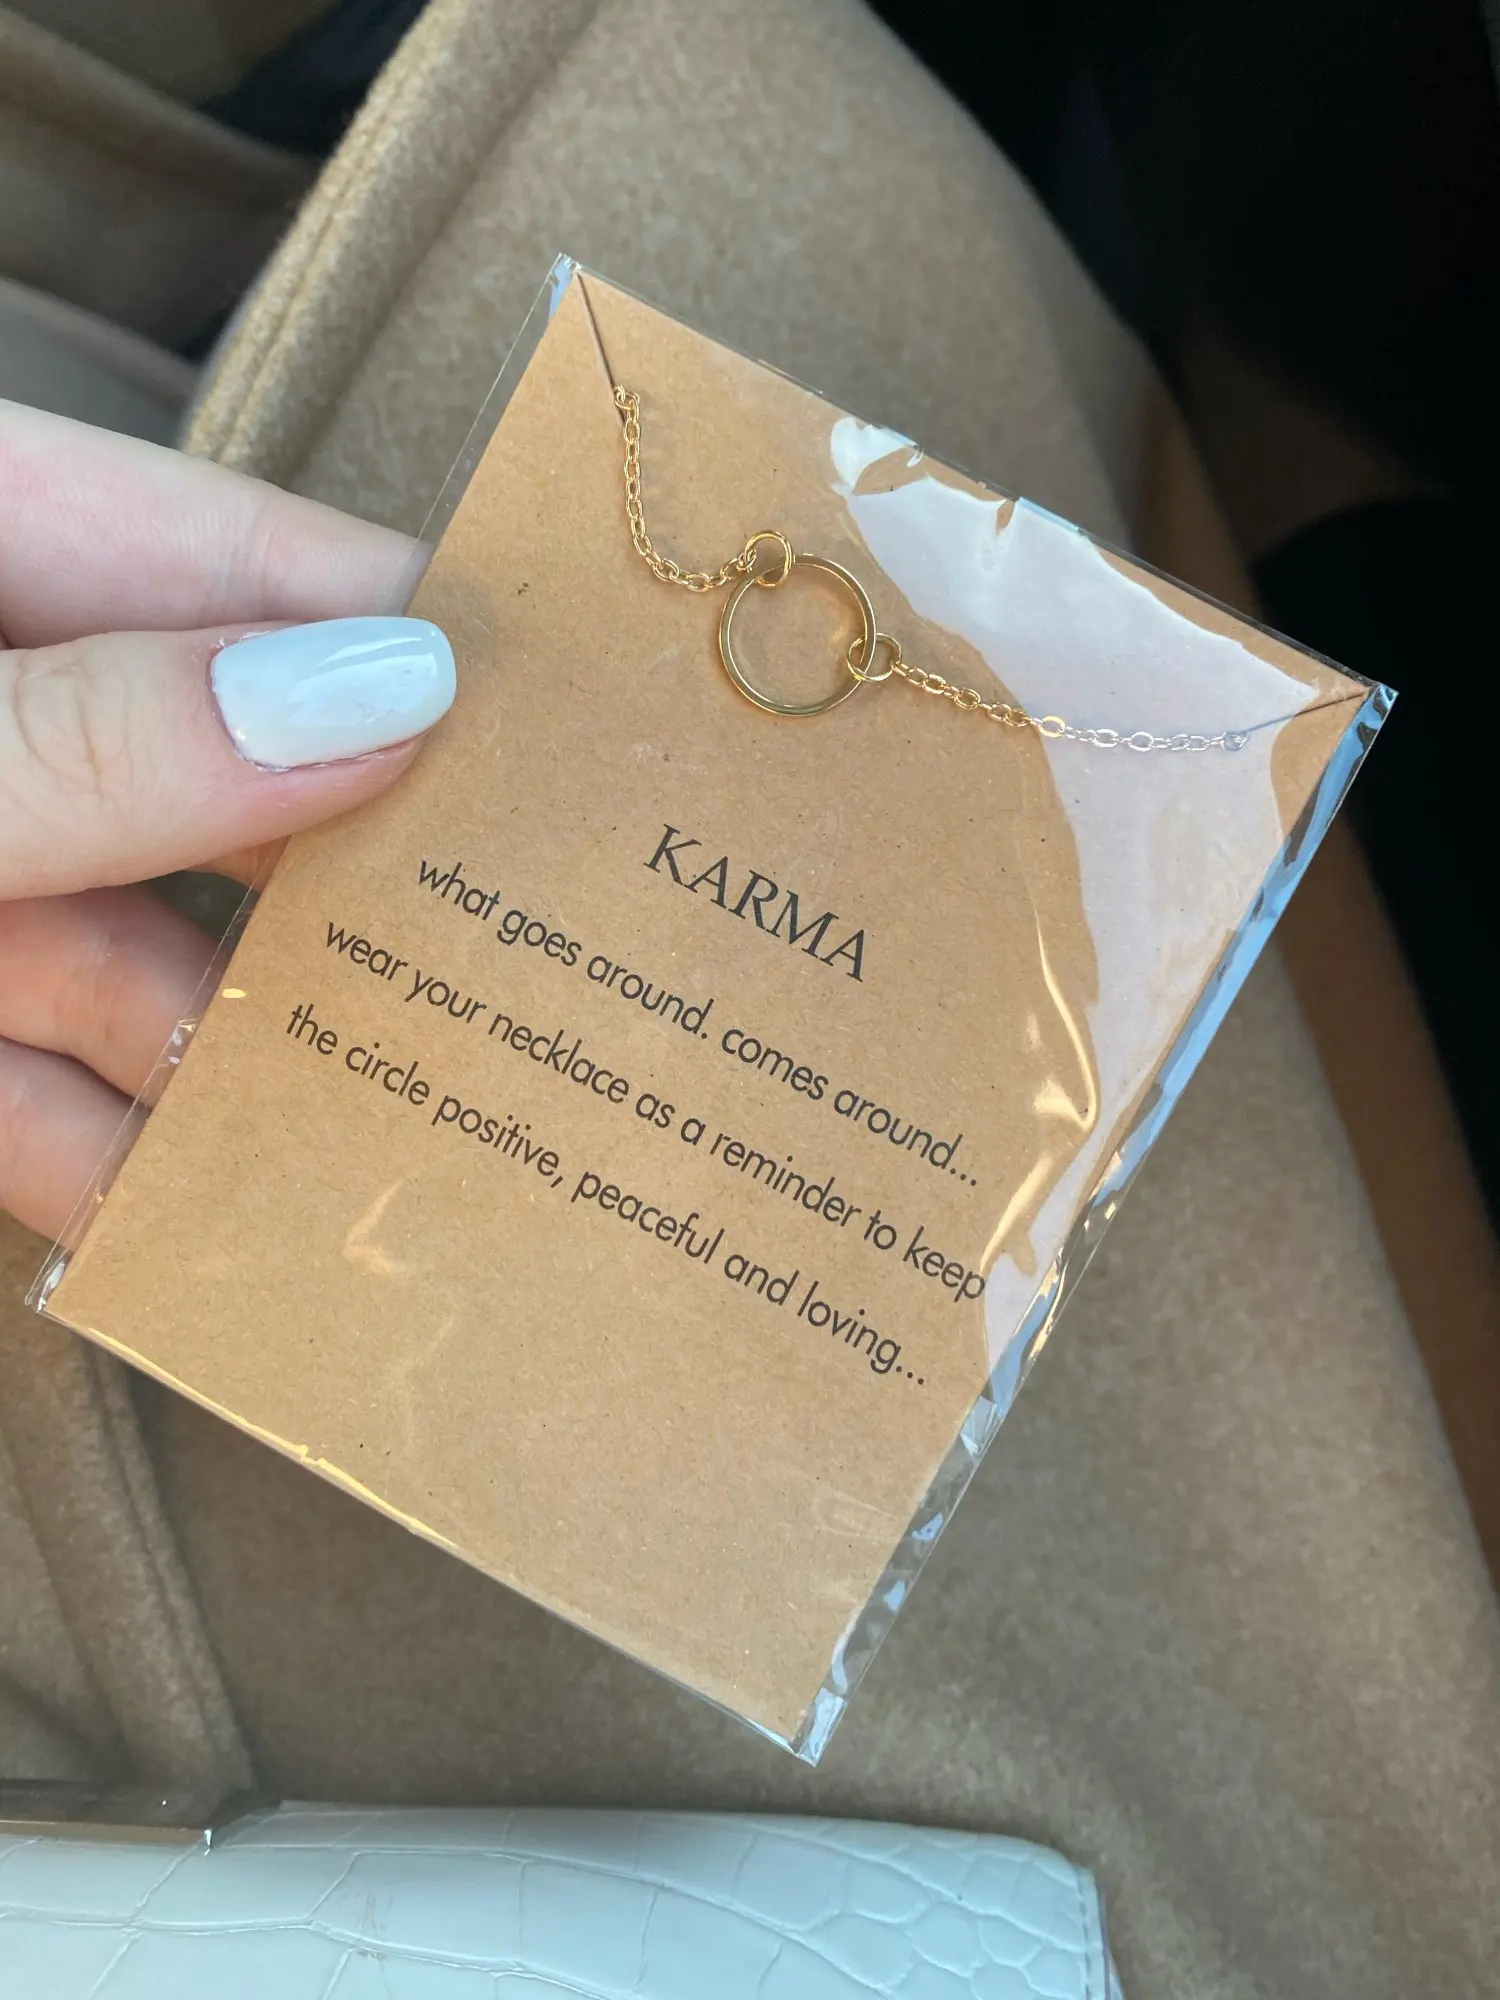 KARMA
what goes around. comes around...
wear your necklace as a reminder to keep
the circle positive, peaceful and loving...